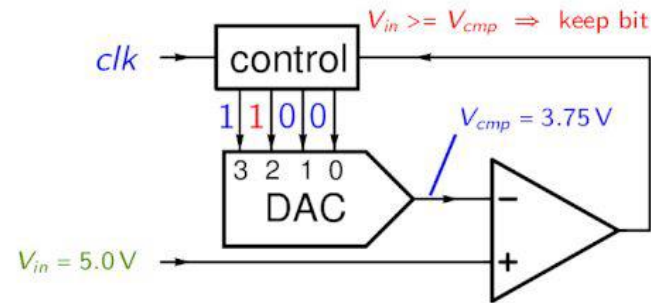 V_in >= V_cmp ⇒ keep bit
clk
control
1 1 0 0
V_cmp = 3.75 V
3 2 1 0
DAC
−
V_in = 5.0 V
+